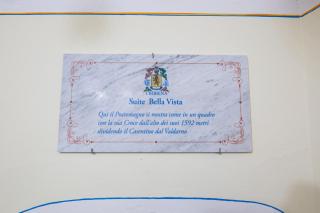 BIBBIENA
Suite Bella Vista
Qui il Pratomagno si mostra come in un quadro
con la sua Croce dall'alto dei suoi 1592 metri
dividendo il Casentino dal Valdarno